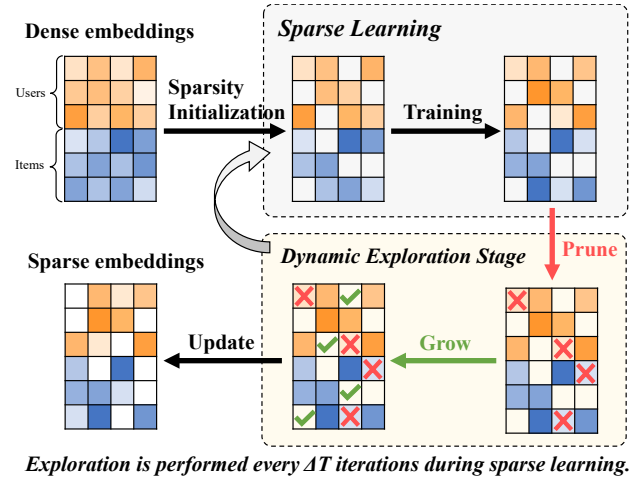 Dense embeddings
Sparse Learning
Users
Items
Sparsity
Initialization
Training
Prune
Dynamic Exploration Stage
Sparse embeddings
Grow
Update
Exploration is performed every ΔT iterations during sparse learning.